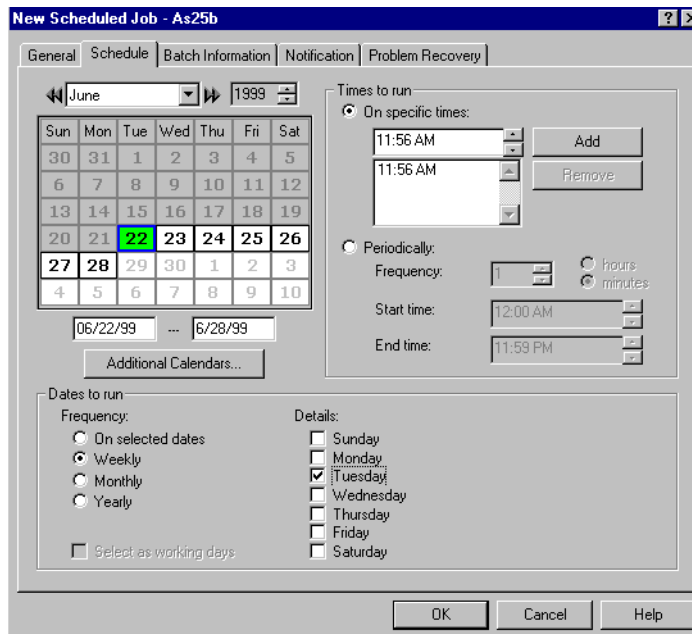 New Scheduled Job - As25b
General Schedule Batch Information Notification Problem Recovery
June 1999
Sun Mon Tue Wed Thu Fri Sat
30 31 1 2 3 4 5
6 7 8 9 10 11 12
13 14 15 16 17 18 19
20 21 22 23 24 25 26
27 28 29 30 1 2 3
4 5 6 7 8 9 10
06/22/99 --- 6/28/99
Additional Calendars...
Times to run
On specific times:
11:56 AM Add
11:56 AM Remove
Periodically:
Frequency: 1 hours
minutes
Start time: 12:00 AM
End time: 11:59 PM
Dates to run
Frequency:
On selected dates
Weekly
Monthly
Yearly
Select as working days
Details:
Sunday
Monday
Tuesday
Wednesday
Thursday
Friday
Saturday
OK Cancel Help